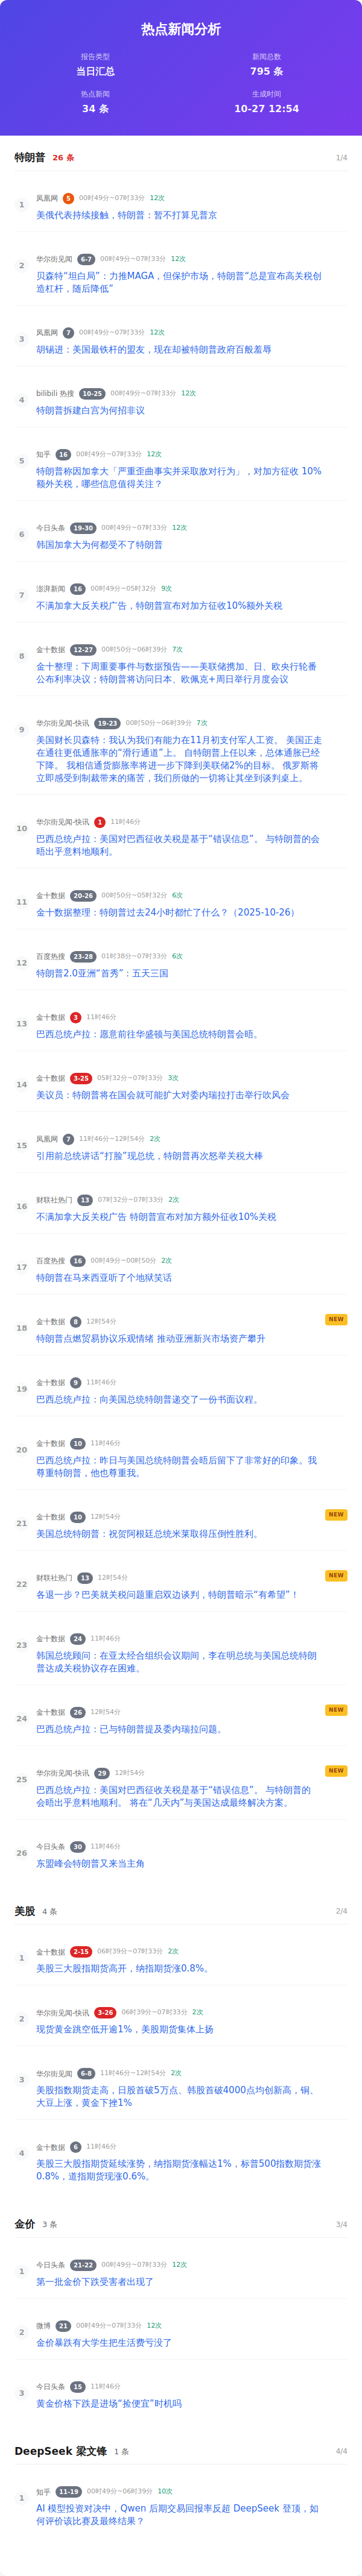 热点新闻分析
报告类型
新闻总数
当日汇总
795 条
热点新闻
生成时间
34 条
10-27 12:54
特朗普 26 条 1/4
1
凤凰网 5 00时49分~07时33分 12次
美俄代表持续接触，特朗普：暂不打算见普京
2
华尔街见闻 6-7 00时49分~07时33分 12次
贝森特“坦白局”：力推MAGA，但保护市场，特朗普“总是宣布高关税创
造杠杆，随后降低”
3
凤凰网 7 00时49分~07时33分 12次
胡锡进：美国最铁杆的盟友，现在却被特朗普政府百般羞辱
4
bilibili 热搜 10-25 00时49分~07时33分 12次
特朗普拆建白宫为何招非议
5
知乎 16 00时49分~07时33分 12次
特朗普称因加拿大「严重歪曲事实并采取敌对行为」，对加方征收 10%
额外关税，哪些信息值得关注？
6
今日头条 19-30 00时49分~07时33分 12次
韩国加拿大为何都受不了特朗普
7
澎湃新闻 16 00时49分~05时32分 9次
不满加拿大反关税广告，特朗普宣布对加方征收10%额外关税
8
金十数据 12-27 00时50分~06时39分 7次
金十整理：下周重要事件与数据预告——美联储携加、日、欧央行轮番
公布利率决议；特朗普将访问日本、欧佩克+周日举行月度会议
9
华尔街见闻-快讯 19-23 00时50分~06时39分 7次
美国财长贝森特：我认为我们有能力在11月初支付军人工资。 美国正走
在通往更低通胀率的“滑行通道”上。 自特朗普上任以来，总体通胀已经
下降。 我相信通货膨胀率将进一步下降到美联储2%的目标。 俄罗斯将
立即感受到制裁带来的痛苦，我们所做的一切将让其坐到谈判桌上。
10
华尔街见闻-快讯 1 11时46分
巴西总统卢拉：美国对巴西征收关税是基于“错误信息”。 与特朗普的会
晤出乎意料地顺利。
11
金十数据 20-26 00时50分~05时32分 6次
金十数据整理：特朗普过去24小时都忙了什么？（2025-10-26）
12
百度热搜 23-28 01时38分~07时33分 6次
特朗普2.0亚洲“首秀”：五天三国
13
金十数据 3 11时46分
巴西总统卢拉：愿意前往华盛顿与美国总统特朗普会晤。
14
金十数据 3-25 05时32分~07时33分 3次
美议员：特朗普将在国会就可能扩大对委内瑞拉打击举行吹风会
15
凤凰网 7 11时46分~12时54分 2次
引用前总统讲话“打脸”现总统，特朗普再次怒举关税大棒
16
财联社热门 13 07时32分~07时33分 2次
不满加拿大反关税广告 特朗普宣布对加方额外征收10%关税
17
百度热搜 16 00时49分~00时50分 2次
特朗普在马来西亚听了个地狱笑话
18
金十数据 8 12时54分 NEW
特朗普点燃贸易协议乐观情绪 推动亚洲新兴市场资产攀升
19
金十数据 9 11时46分
巴西总统卢拉：向美国总统特朗普递交了一份书面议程。
20
金十数据 10 11时46分
巴西总统卢拉：昨日与美国总统特朗普会晤后留下了非常好的印象。我
尊重特朗普，他也尊重我。
21
金十数据 10 12时54分 NEW
美国总统特朗普：祝贺阿根廷总统米莱取得压倒性胜利。
22
财联社热门 13 12时54分 NEW
各退一步？巴美就关税问题重启双边谈判，特朗普暗示“有希望”！
23
金十数据 24 11时46分
韩国总统顾问：在亚太经合组织会议期间，李在明总统与美国总统特朗
普达成关税协议存在困难。
24
金十数据 26 12时54分 NEW
巴西总统卢拉：已与特朗普提及委内瑞拉问题。
25
华尔街见闻-快讯 29 12时54分 NEW
巴西总统卢拉：美国对巴西征收关税是基于“错误信息”。 与特朗普的
会晤出乎意料地顺利。 将在“几天内”与美国达成最终解决方案。
26
今日头条 30 11时46分
东盟峰会特朗普又来当主角
美股 4 条 2/4
1
金十数据 2-15 06时39分~07时33分 2次
美股三大股指期货高开，纳指期货涨0.8%。
2
华尔街见闻-快讯 3-26 06时39分~07时33分 2次
现货黄金跳空低开逾1%，美股期货集体上扬
3
华尔街见闻 6-8 11时46分~12时54分 2次
美股指数期货走高，日股首破5万点、韩股首破4000点均创新高，铜、
大豆上涨，黄金下挫1%
4
金十数据 6 11时46分
美股三大股指期货延续涨势，纳指期货涨幅达1%，标普500指数期货涨
0.8%，道指期货现涨0.6%。
金价 3 条 3/4
1
今日头条 21-22 00时49分~07时33分 12次
第一批金价下跌受害者出现了
2
微博 21 00时49分~07时33分 12次
金价暴跌有大学生把生活费亏没了
3
今日头条 15 11时46分
黄金价格下跌是进场“捡便宜”时机吗
DeepSeek 梁文锋 1 条 4/4
1
知乎 11-19 00时49分~06时39分 10次
AI 模型投资对决中，Qwen 后期交易回报率反超 DeepSeek 登顶，如
何评价该比赛及最终结果？